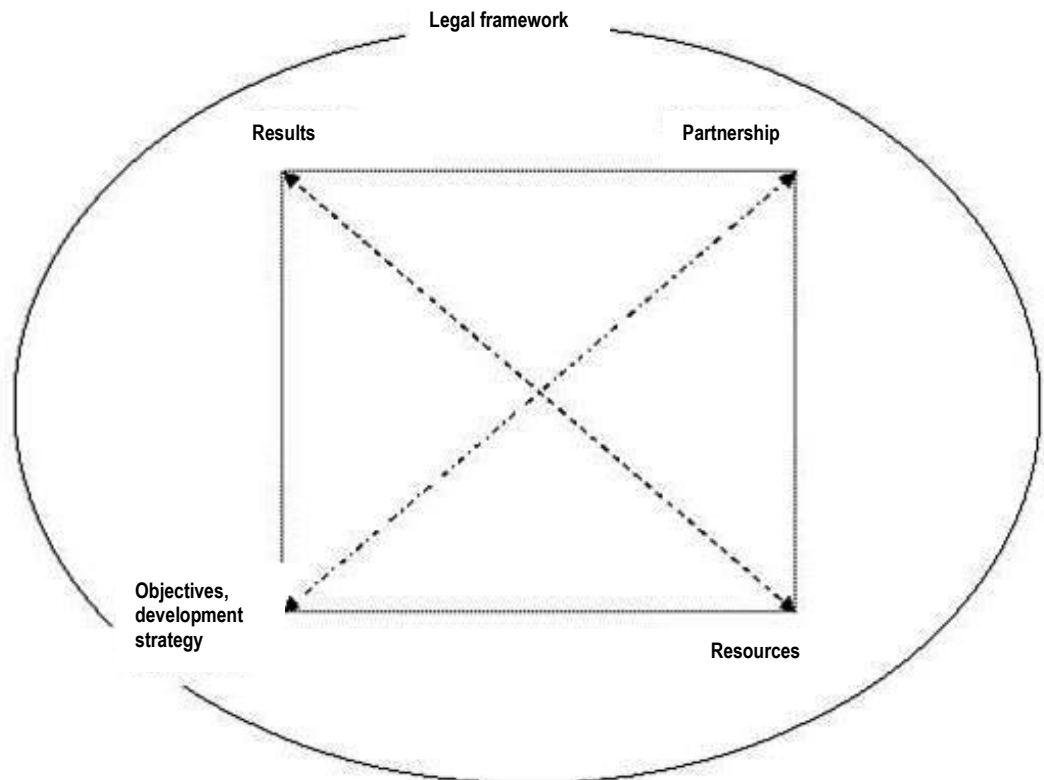 Legal framework
Results
Partnership
Objectives,
development
strategy
Resources